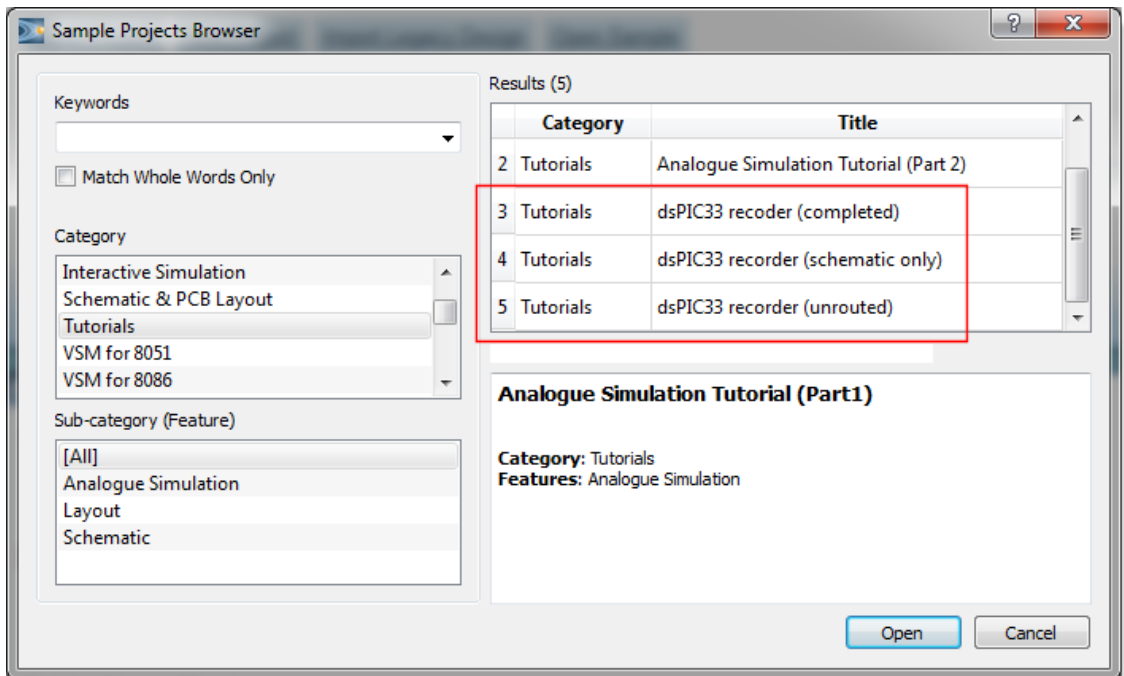 Sample Projects Browser
Keywords
Match Whole Words Only
Category
Interactive Simulation
Schematic & PCB Layout
Tutorials
VSM for 8051
VSM for 8086
Sub-category (Feature)
[All]
Analogue Simulation
Layout
Schematic
Results (5)
Category Title
2 Tutorials Analogue Simulation Tutorial (Part 2)
3 Tutorials dsPIC33 recoder (completed)
4 Tutorials dsPIC33 recorder (schematic only)
5 Tutorials dsPIC33 recorder (unrouted)
Analogue Simulation Tutorial (Part1)
Category: Tutorials
Features: Analogue Simulation
Open Cancel